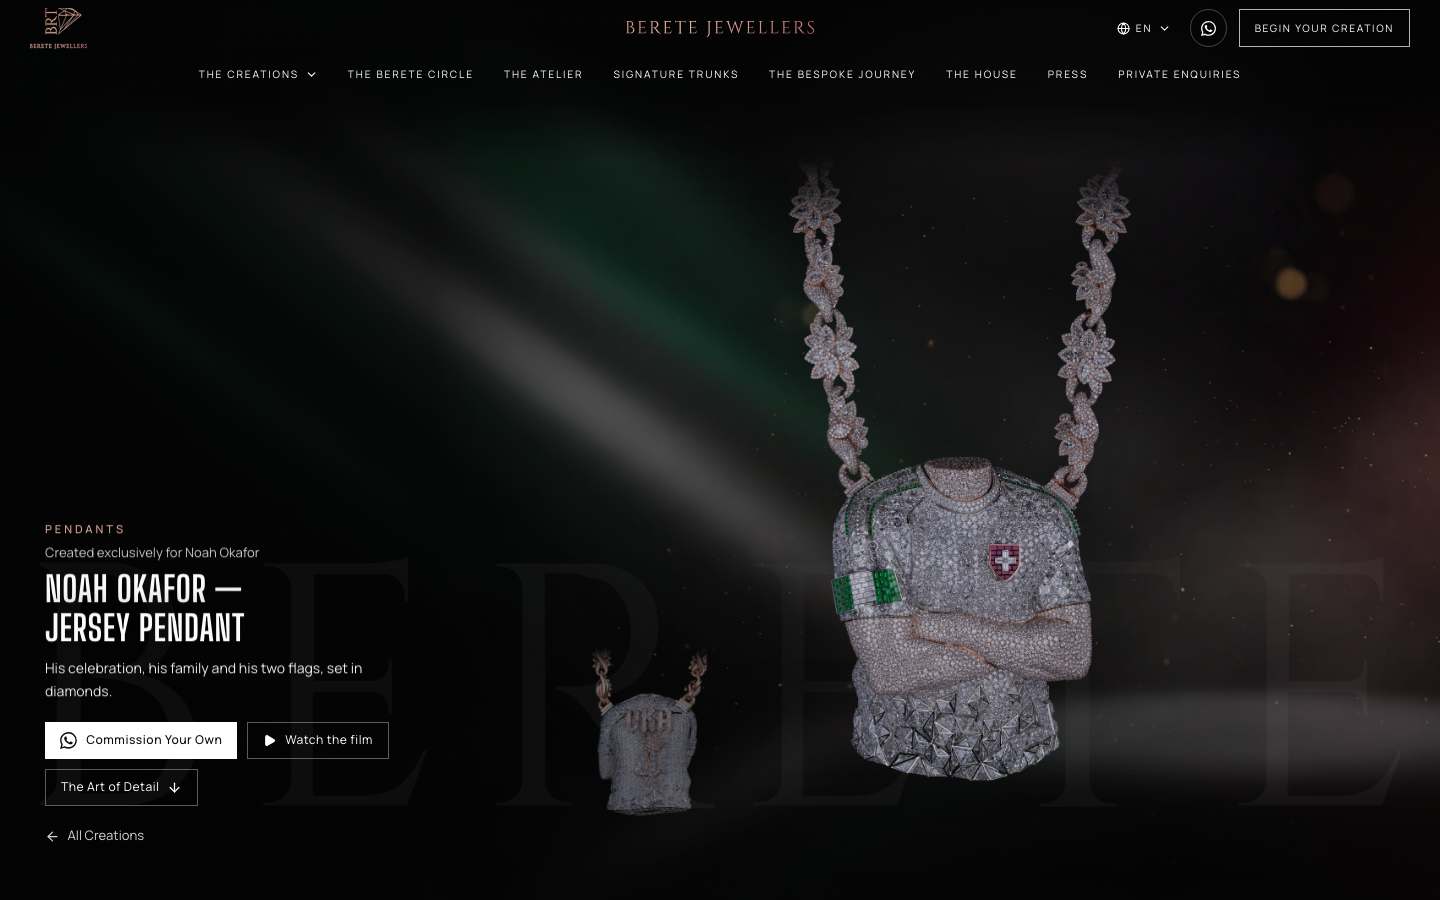 BRT
BERETE JEWELLERS
BERETE JEWELLERS
EN
BEGIN YOUR CREATION
THE CREATIONS
THE BERETE CIRCLE
THE ATELIER
SIGNATURE TRUNKS
THE BESPOKE JOURNEY
THE HOUSE
PRESS
PRIVATE ENQUIRIES
PENDANTS
Created exclusively for Noah Okafor
NOAH OKAFOR —
JERSEY PENDANT
His celebration, his family and his two flags, set in
diamonds.
Commission Your Own
Watch the film
The Art of Detail
All Creations
BERETE